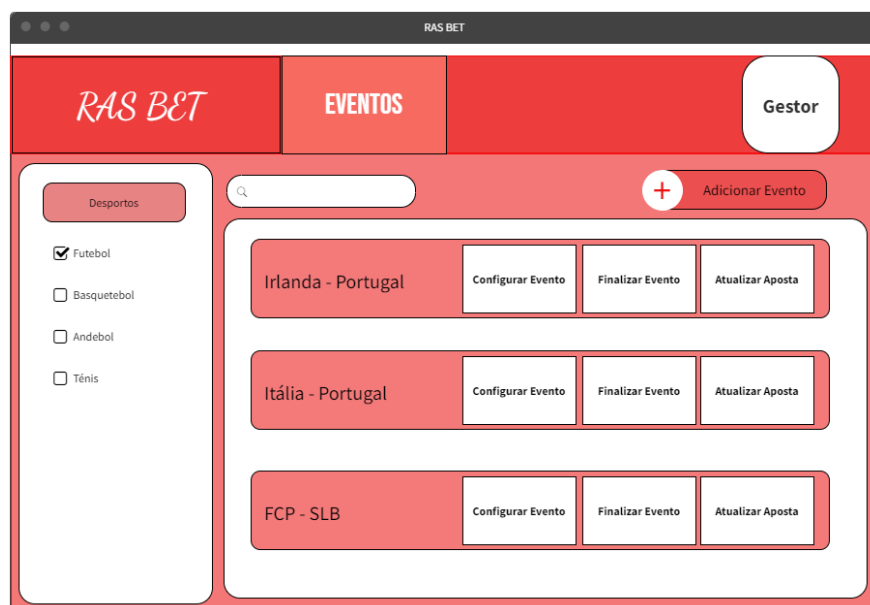 RAS BET
RAS BET
EVENTOS
Gestor
Desportos
Futebol
Basquetebol
Andebol
Ténis
Adicionar Evento
Irlanda - Portugal
Configurar Evento
Finalizar Evento
Atualizar Aposta
Itália - Portugal
Configurar Evento
Finalizar Evento
Atualizar Aposta
FCP - SLB
Configurar Evento
Finalizar Evento
Atualizar Aposta